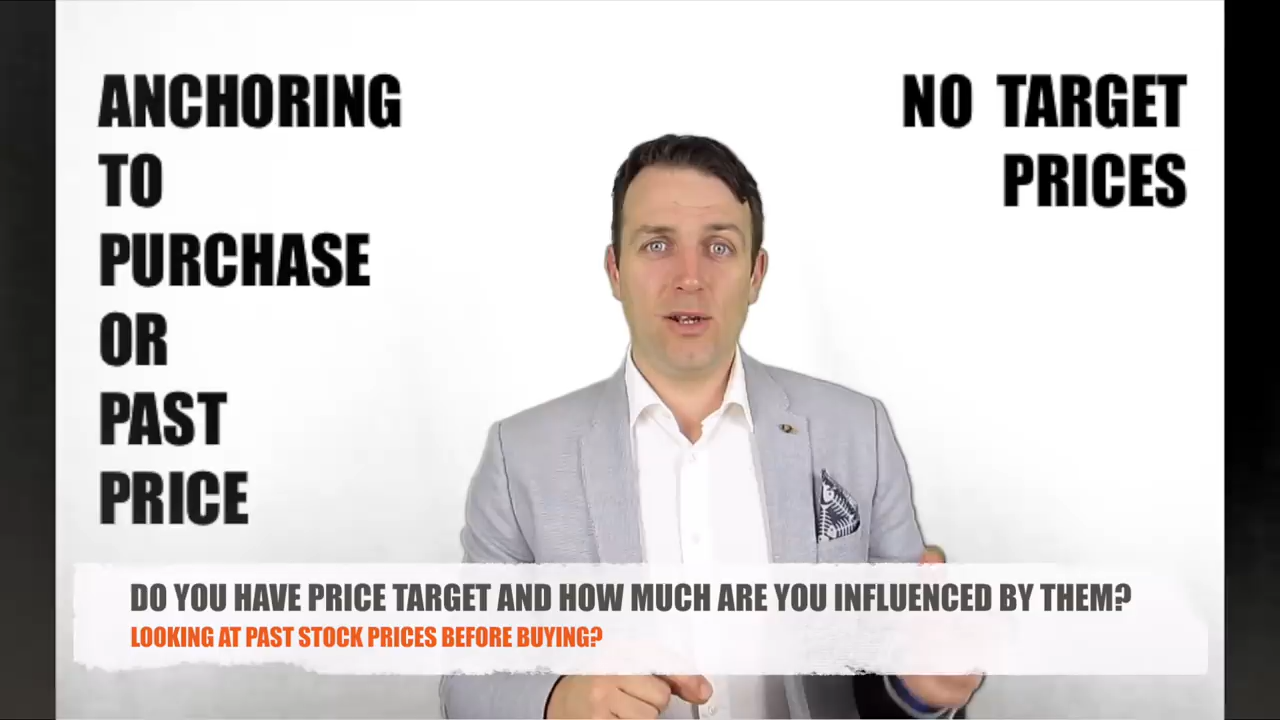 ANCHORING
TO
PURCHASE
OR
PAST
PRICE
NO TARGET
PRICES
DO YOU HAVE PRICE TARGET AND HOW MUCH ARE YOU INFLUENCED BY THEM?
LOOKING AT PAST STOCK PRICES BEFORE BUYING?